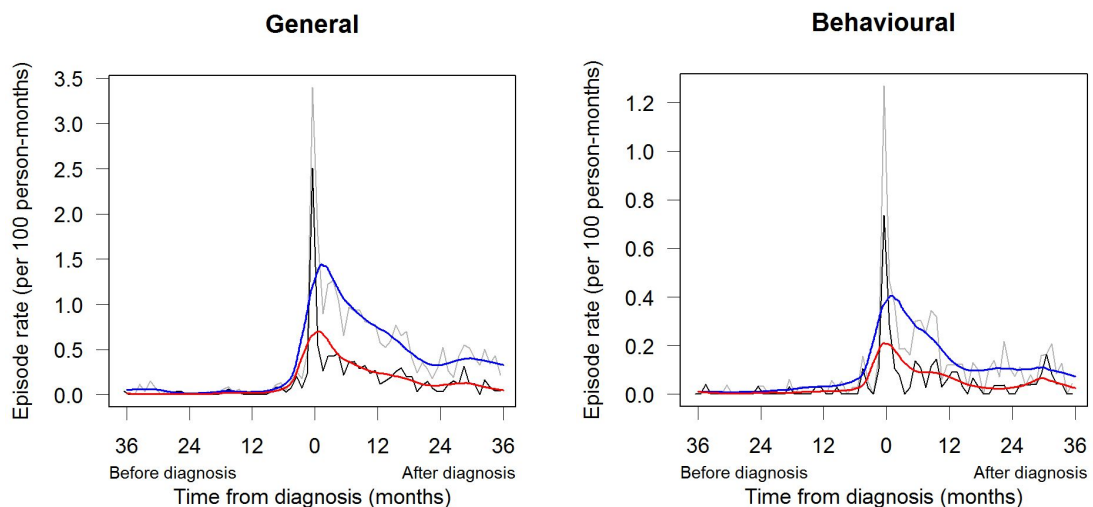 General
Episode rate (per 100 person-months)
3.5
3.0
2.5
2.0
1.5
1.0
0.5
0.0
36 24 12 0 12 24 36
Before diagnosis After diagnosis
Time from diagnosis (months)
Behavioural
Episode rate (per 100 person-months)
1.2
1.0
0.8
0.6
0.4
0.2
0.0
36 24 12 0 12 24 36
Before diagnosis After diagnosis
Time from diagnosis (months)